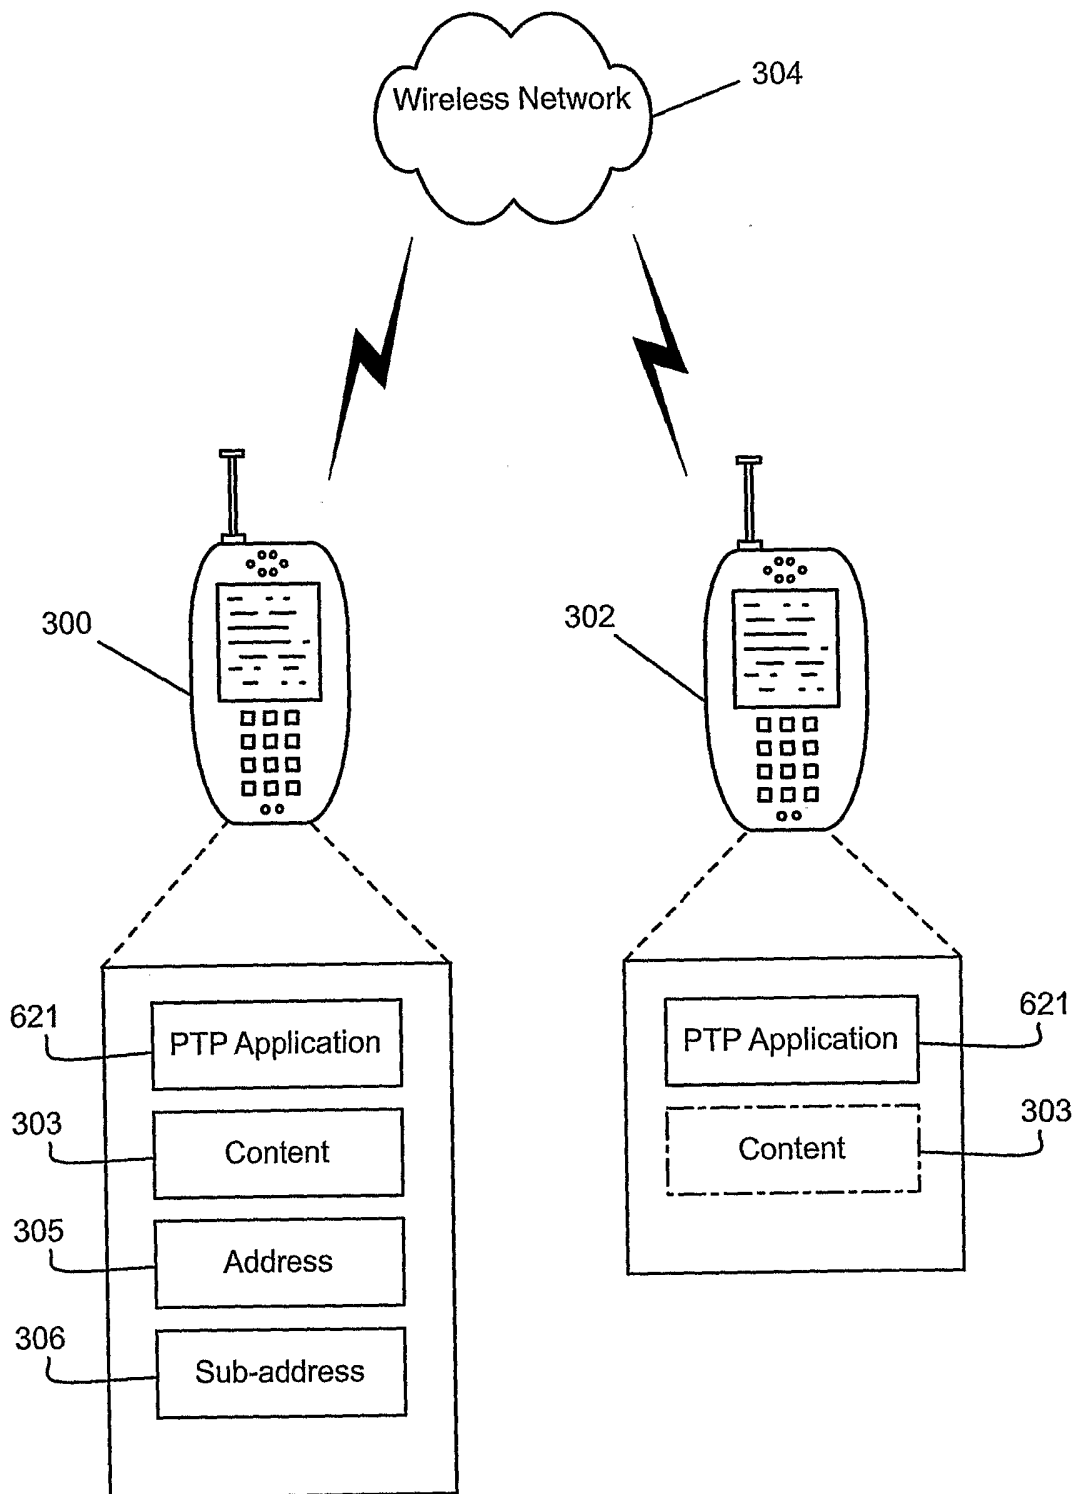 Wireless Network
304
300
302
621
PTP Application
303
Content
305
Address
306
Sub-address
PTP Application
621
Content
303